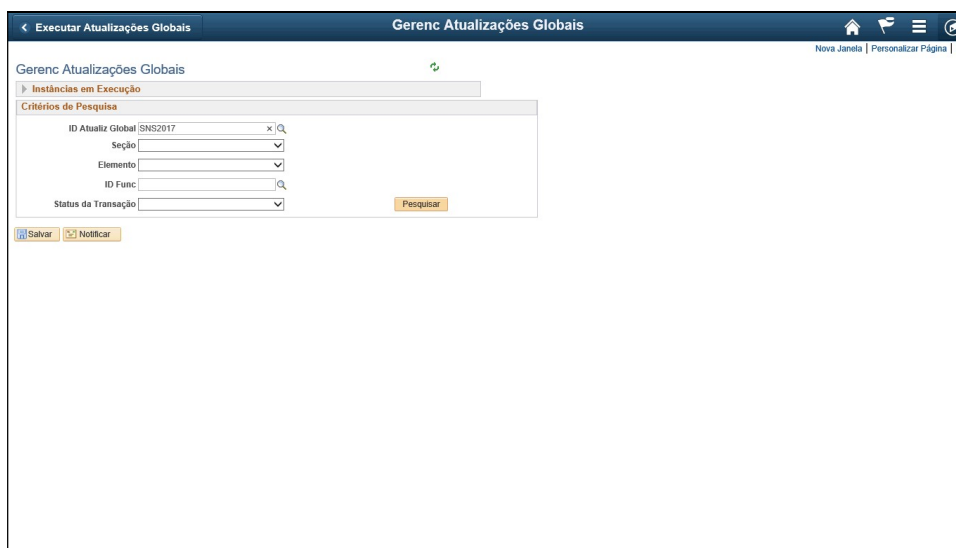 Executar Atualizações Globais
Gerenc Atualizações Globais
Nova Janela | Personalizar Página |
Gerenc Atualizações Globais
Instâncias em Execução
Critérios de Pesquisa
ID Atualiz Global SNS2017
Seção
Elemento
ID Func
Status da Transação Pesquisar
Salvar Notificar